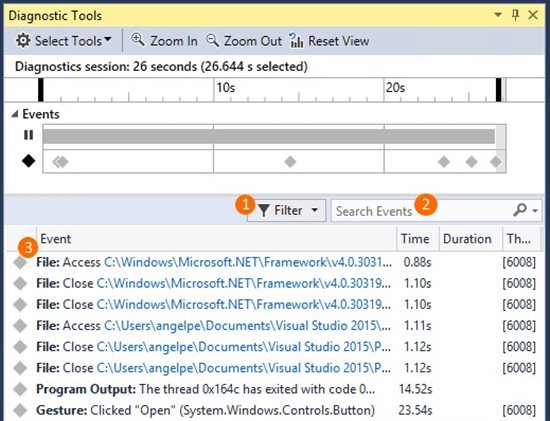 Diagnostic Tools
Select Tools Zoom In Zoom Out Reset View
Diagnostics session: 26 seconds (26.644 s selected)
10s 20s
Events
1 Filter Search Events 2
3 Event Time Duration Th...
File: Access C:\Windows\Microsoft.NET\Framework\v4.0.3031... 0.88s [6008]
File: Close C:\Windows\Microsoft.NET\Framework\v4.0.30319... 1.10s [6008]
File: Close C:\Windows\Microsoft.NET\Framework\v4.0.30319... 1.10s [6008]
File: Access C:\Users\angelpe\Documents\Visual Studio 2015\... 1.11s [6008]
File: Close C:\Users\angelpe\Documents\Visual Studio 2015\P... 1.12s [6008]
File: Close C:\Users\angelpe\Documents\Visual Studio 2015\P... 1.12s [6008]
Program Output: The thread 0x164c has exited with code 0... 14.52s
Gesture: Clicked "Open" (System.Windows.Controls.Button) 23.54s [6008]